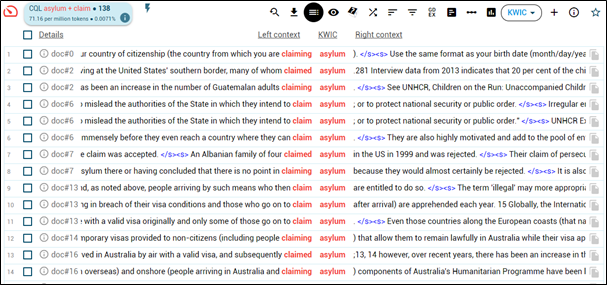 CQL asylum + claim • 138
71.16 per million tokens • 0.0071%
KWIC
Details Left context KWIC Right context
1 doc#0 ur country of citizenship (the country from which you are claiming asylum ). </s><s> Use the same format as your birth date (month/day/yea
2 doc#2 ving at the United States' southern border, many of whom claimed asylum .281 Interview data from 2013 indicates that 20 per cent of the chi
3 doc#2 as been an increase in the number of Guatemalan adults claiming asylum . </s><s> See UNHCR, Children on the Run: Unaccompanied Childre
4 doc#6 o mislead the authorities of the State in which they intend to claim asylum ; or to protect national security or public order. </s><s> Irregular e
5 doc#6 o mislead the authorities of the State in which they intend to claim asylum ; or to protect national security or public order." </s><s> UNHCR E
6 doc#6 immensely before they even reach a country where they can claim asylum . </s><s> They are also highly motivated and add to the pool of en
7 doc#7 e claim was accepted. </s><s> An Albanian family of four claimed asylum in the US in 1999 and was rejected. </s><s> Their claim of persecu
8 doc#7 sylum there or having concluded that there is no point in claiming asylum because they would almost certainly be rejected. </s><s> It is also
9 doc#13 nd, as noted above, people arriving by such means who then claim asylum are entitled to do so. </s><s> The term 'illegal' may more appropria
10 doc#13 ng in breach of their visa conditions and those who go on to claim asylum after arrival) are apprehended each year. 15 Globally, the Internatio
11 doc#13 with a valid visa originally and only some of those go on to claim asylum . </s><s> Even those countries along the European coasts (that na
12 doc#14 mporary visas provided to non-citizens (including people claiming asylum ) that allow them to remain lawfully in Australia while their visa ap
13 doc#16 ived in Australia by air with a valid visa, and subsequently claimed asylum ;13, 14 however, over recent years, there has been an increase in th
14 doc#16 overseas) and onshore (people arriving in Australia and claiming asylum ) components of Australia's Humanitarian Programme have been l